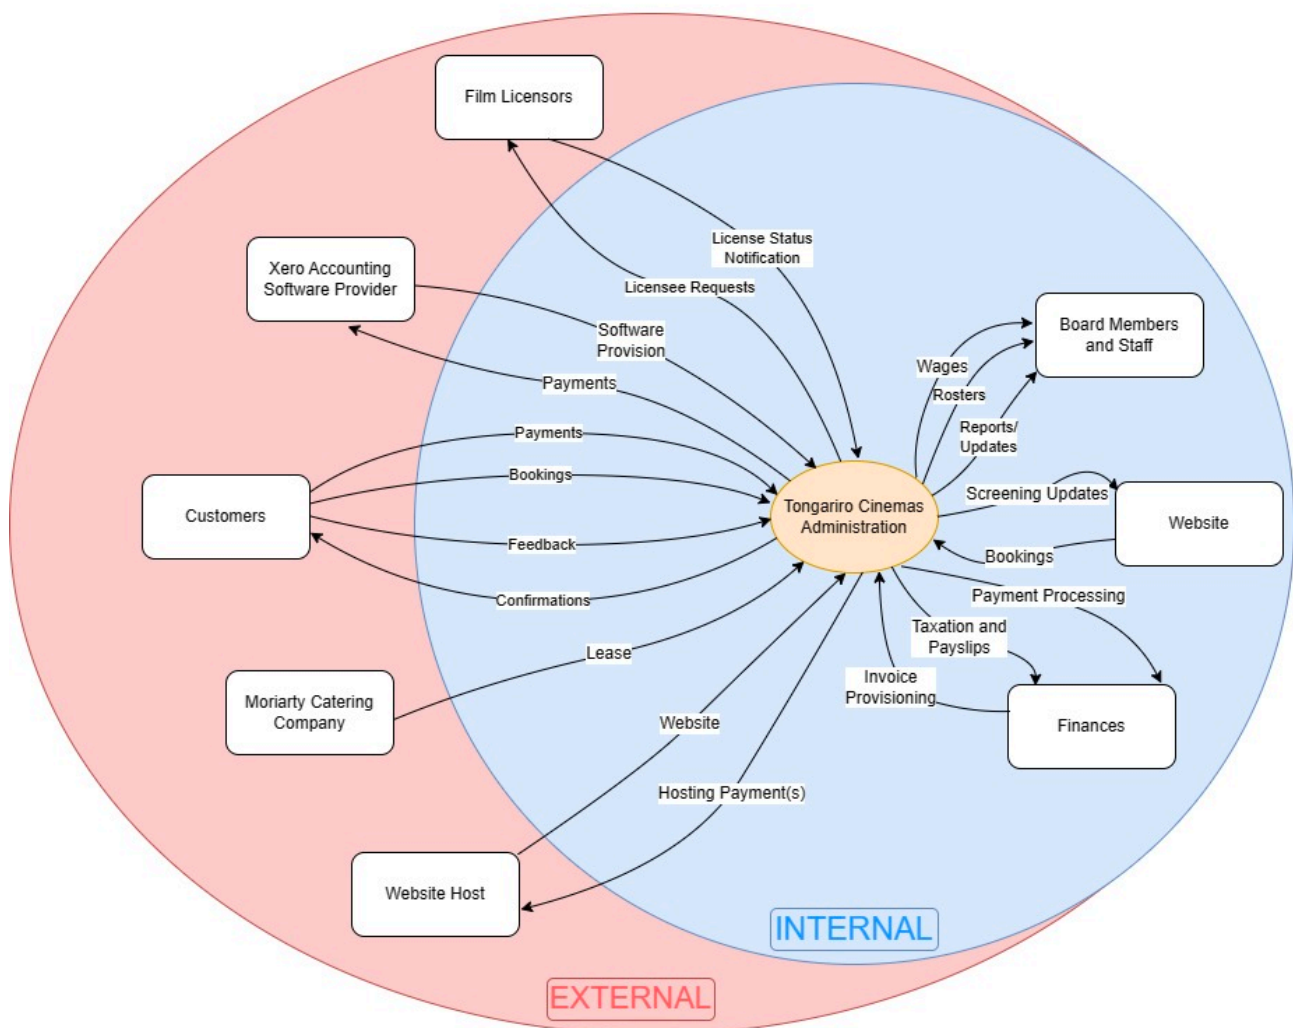 Film Licensors
License Status
Notification
Licensee Requests
Xero Accounting
Software Provider
Software
Provision
Payments
Board Members
and Staff
Wages
Rosters
Reports/
Updates
Payments
Bookings
Feedback
Confirmations
Customers
Tongariro Cinemas
Administration
Screening Updates
Website
Bookings
Payment Processing
Taxation and
Payslips
Invoice
Provisioning
Finances
Lease
Moriarty Catering
Company
Website
Hosting Payment(s)
Website Host
INTERNAL
EXTERNAL